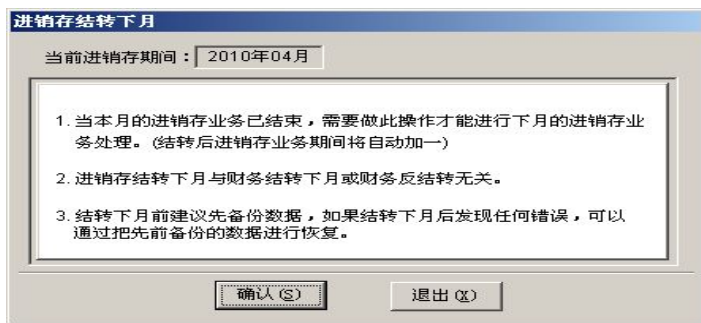 进销存结转下月
当前进销存期间：2010年04月
1. 当本月的进销存业务已结束，需要做此操作才能进行下月的进销存业
务处理。(结转后进销存业务期间将自动加一)
2. 进销存结转下月与财务结转下月或财务反结转无关。
3. 结转下月前建议先备份数据，如果结转下月后发现任何错误，可以
通过把先前备份的数据进行恢复。
确认(S) 退出(X)